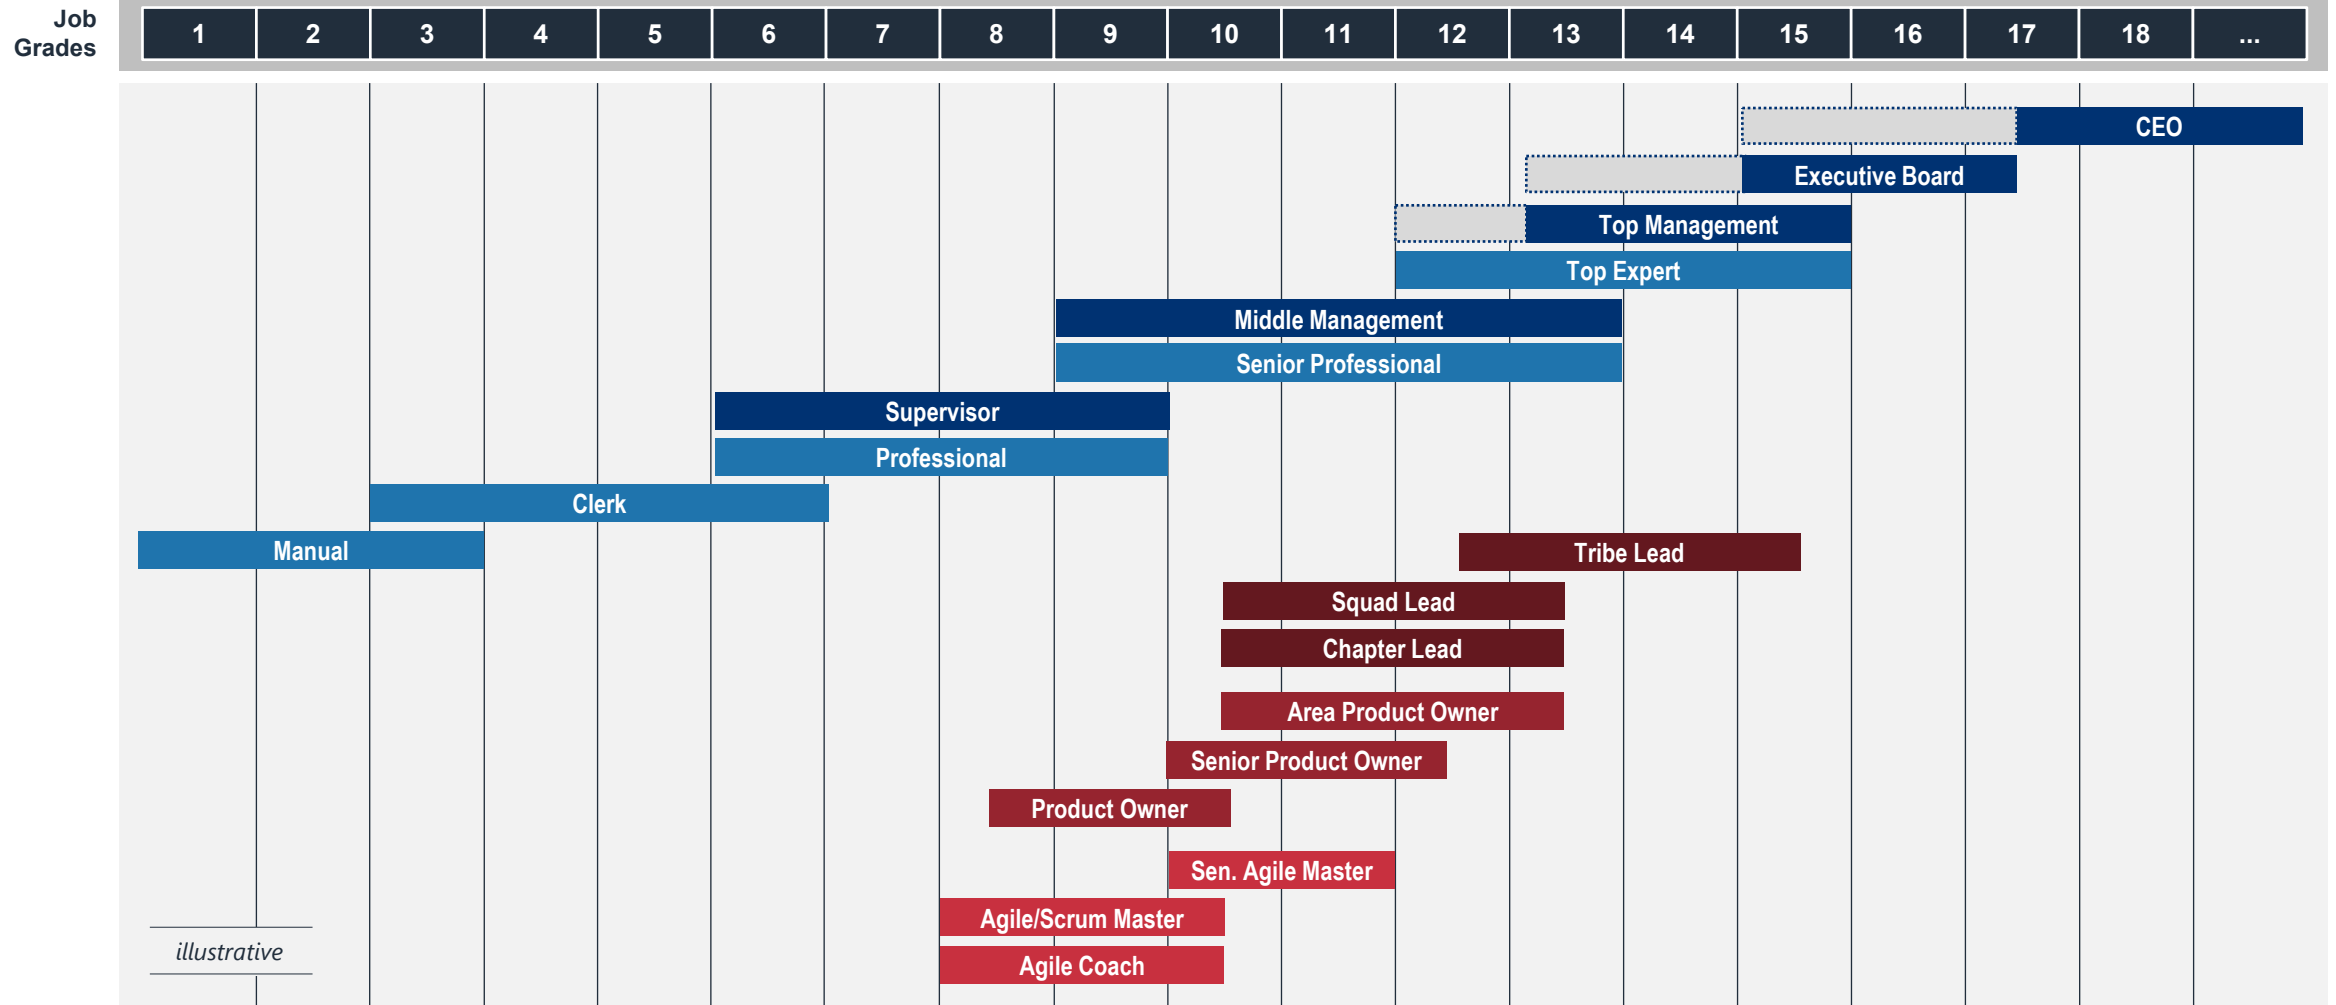 Job
Grades
1 2 3 4 5 6 7 8 9 10 11 12 13 14 15 16 17 18 ...
CEO
Executive Board
Top Management
Top Expert
Middle Management
Senior Professional
Supervisor
Professional
Clerk
Manual
Tribe Lead
Squad Lead
Chapter Lead
Area Product Owner
Senior Product Owner
Product Owner
Sen. Agile Master
Agile/Scrum Master
illustrative
Agile Coach